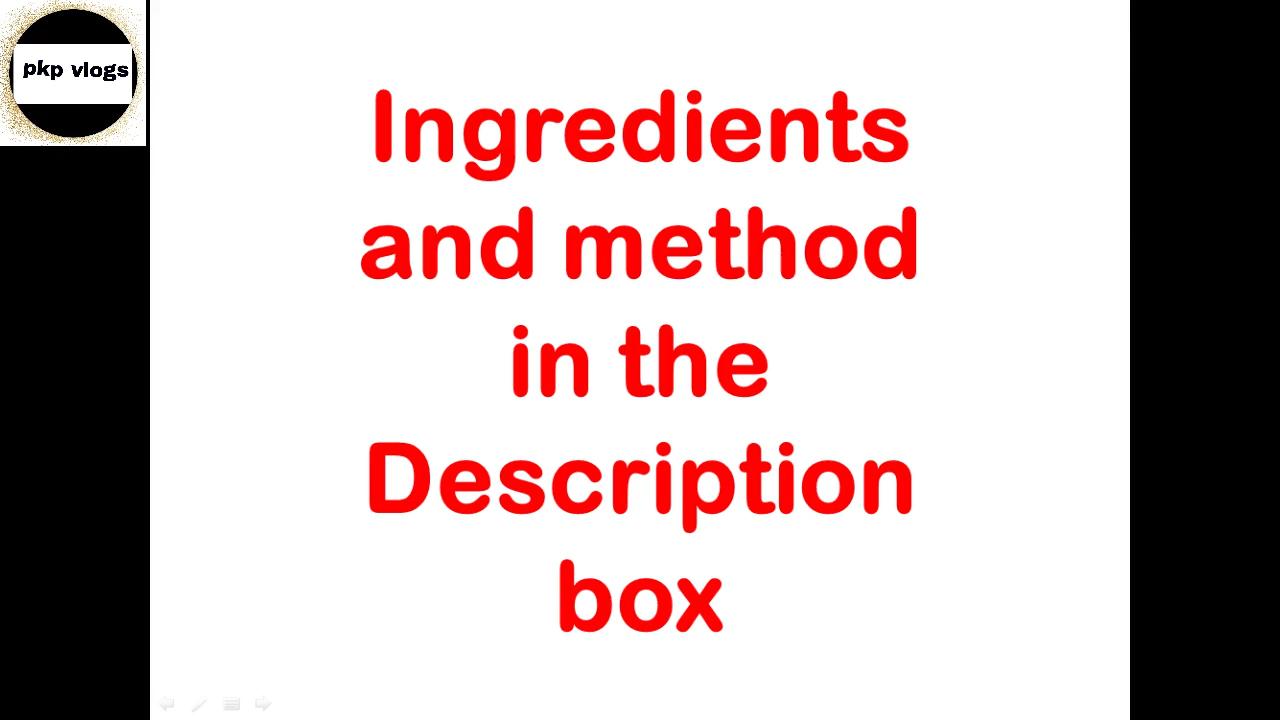 pkp vlogs
Ingredients
and method
in the
Description
box